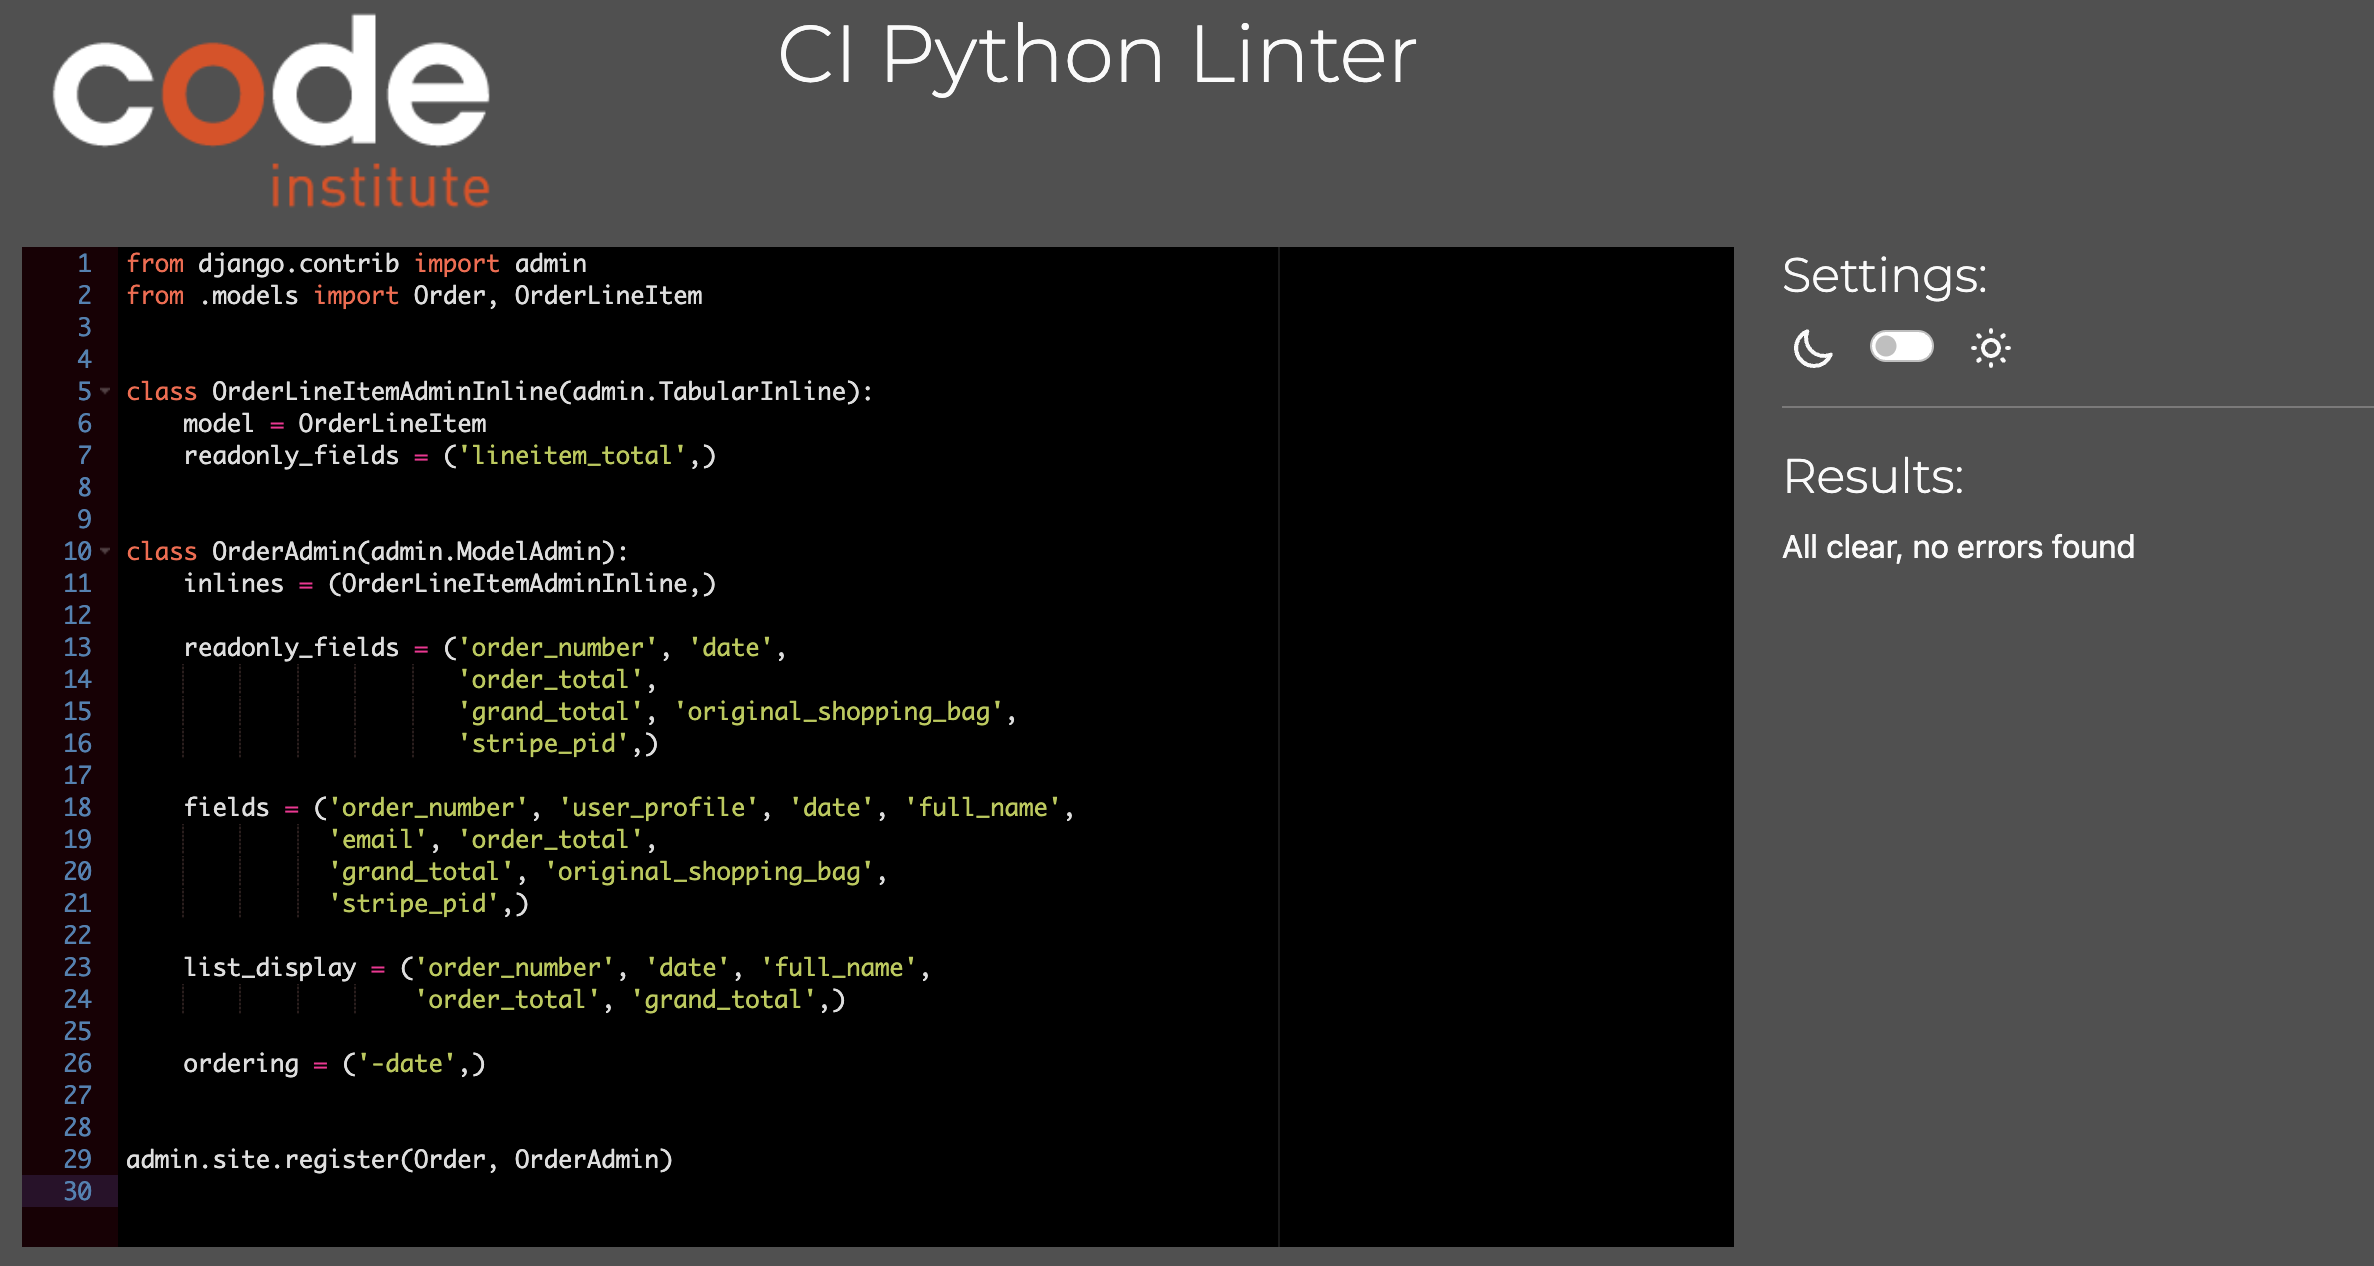 code
institute
CI Python Linter
1 from django.contrib import admin
2 from .models import Order, OrderLineItem
3
4
5 class OrderLineItemAdminInline(admin.TabularInline):
6     model = OrderLineItem
7     readonly_fields = ('lineitem_total',)
8
9
10 class OrderAdmin(admin.ModelAdmin):
11     inlines = (OrderLineItemAdminInline,)
12
13     readonly_fields = ('order_number', 'date',
14                        'order_total',
15                        'grand_total', 'original_shopping_bag',
16                        'stripe_pid',)
17
18     fields = ('order_number', 'user_profile', 'date', 'full_name',
19               'email', 'order_total',
20               'grand_total', 'original_shopping_bag',
21               'stripe_pid',)
22
23     list_display = ('order_number', 'date', 'full_name',
24                     'order_total', 'grand_total',)
25
26     ordering = ('-date',)
27
28
29 admin.site.register(Order, OrderAdmin)
30
Settings:
Results:
All clear, no errors found